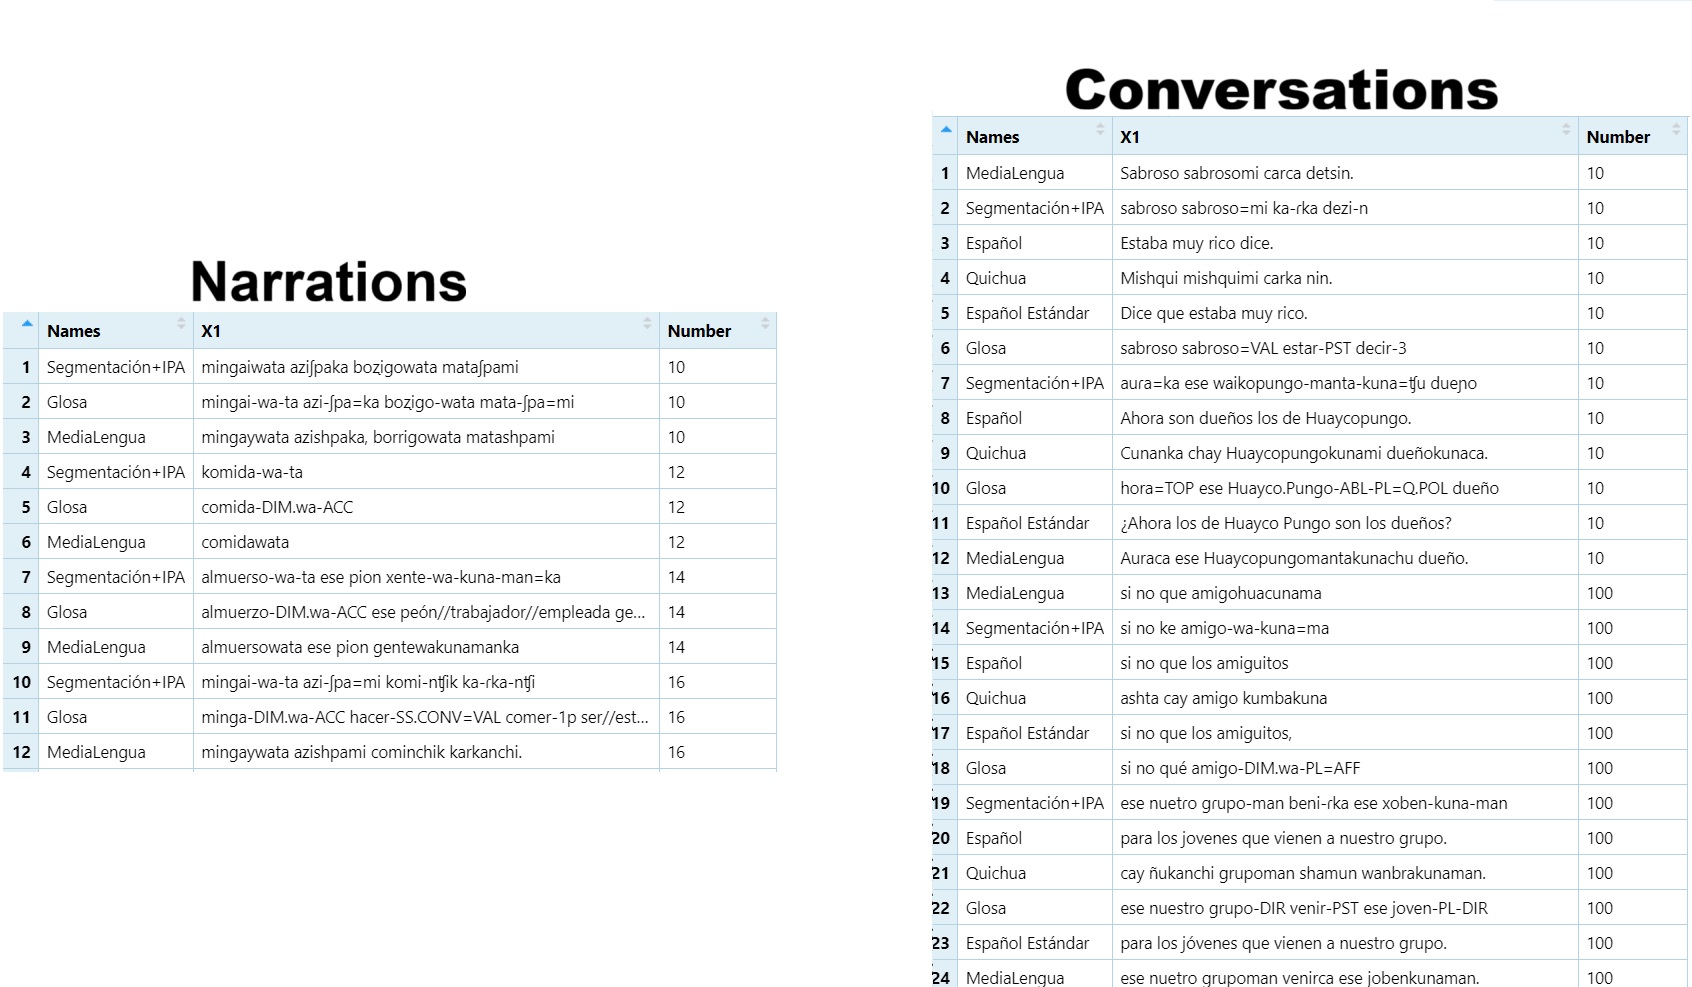 Narrations
Names X1 Number
1 Segmentación+IPA mingaiwata aziʃpaka boʐigowata mataʃpami 10
2 Glosa mingai-wa-ta azi-ʃpa=ka boʐigo-wata mata-ʃpa=mi 10
3 MediaLengua mingaywata azishpaka, borrigowata matashpami 10
4 Segmentación+IPA komida-wa-ta 12
5 Glosa comida-DIM.wa-ACC 12
6 MediaLengua comidawata 12
7 Segmentación+IPA almueɾso-wa-ta ese pion xente-wa-kuna-man=ka 14
8 Glosa almuerzo-DIM.wa-ACC ese peón//trabajador//empleada ge... 14
9 MediaLengua almuersowata ese pion gentewakunamanka 14
10 Segmentación+IPA mingai-wa-ta azi-ʃpa=mi komi-nʧik ka-ɾka-nʧi 16
11 Glosa minga-DIM.wa-ACC hacer-SS.CONV=VAL comer-1p ser//est... 16
12 MediaLengua mingaywata azishpami cominchik karkanchi. 16
Conversations
Names X1 Number
1 MediaLengua Sabroso sabrosomi carca detsin. 10
2 Segmentación+IPA sabɾoso sabɾoso=mi ka-ɾka dezi-n 10
3 Español Estaba muy rico dice. 10
4 Quichua Mishqui mishquimi carka nin. 10
5 Español Estándar Dice que estaba muy rico. 10
6 Glosa sabroso sabroso=VAL estar-PST decir-3 10
7 Segmentación+IPA auɾa=ka ese waikopungo-manta-kuna=ʧu dueɲo 10
8 Español Ahora son dueños los de Huaycopungo. 10
9 Quichua Cunanka chay Huaycopungokunami dueñokunaca. 10
10 Glosa hora=TOP ese Huayco.Pungo-ABL-PL=Q.POL dueño 10
11 Español Estándar ¿Ahora los de Huayco Pungo son los dueños? 10
12 MediaLengua Auraca ese Huaycopungomantakunachu dueño. 10
13 MediaLengua si no que amigohuacunama 100
14 Segmentación+IPA si no ke amigo-wa-kuna=ma 100
15 Español si no que los amiguitos 100
16 Quichua ashta cay amigo kumbakuna 100
17 Español Estándar si no que los amiguitos, 100
18 Glosa si no qué amigo-DIM.wa-PL=AFF 100
19 Segmentación+IPA ese nuetɾo gɾupo-man beni-ɾka ese xoben-kuna-man 100
20 Español para los jovenes que vienen a nuestro grupo. 100
21 Quichua cay ñukanchi grupoman shamun wanbrakunaman. 100
22 Glosa ese nuestro grupo-DIR venir-PST ese joven-PL-DIR 100
23 Español Estándar para los jóvenes que vienen a nuestro grupo. 100
24 MediaLengua ese nuetro grupoman venirca ese jobenkunaman. 100